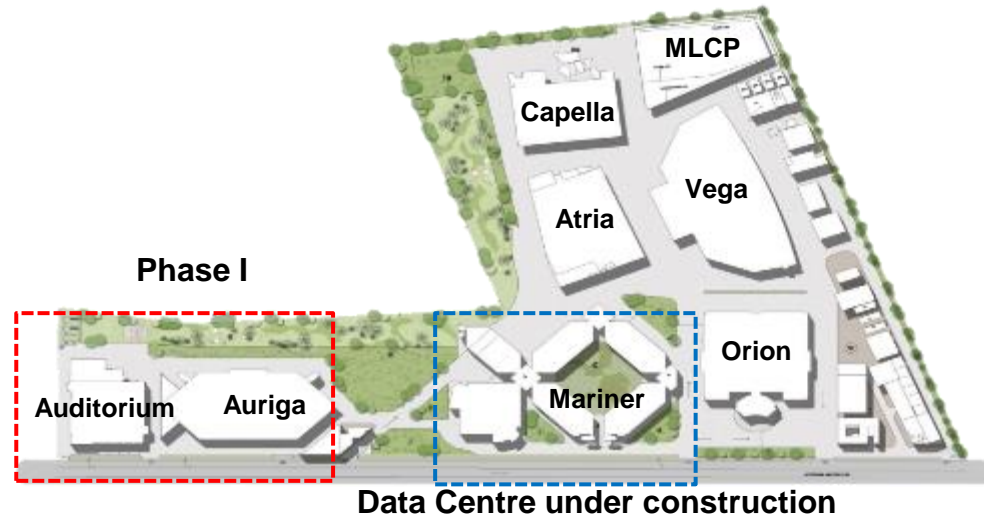 MLCP
Capella
Vega
Atria
Phase I
Orion
Auditorium
Auriga
Mariner
Data Centre under construction